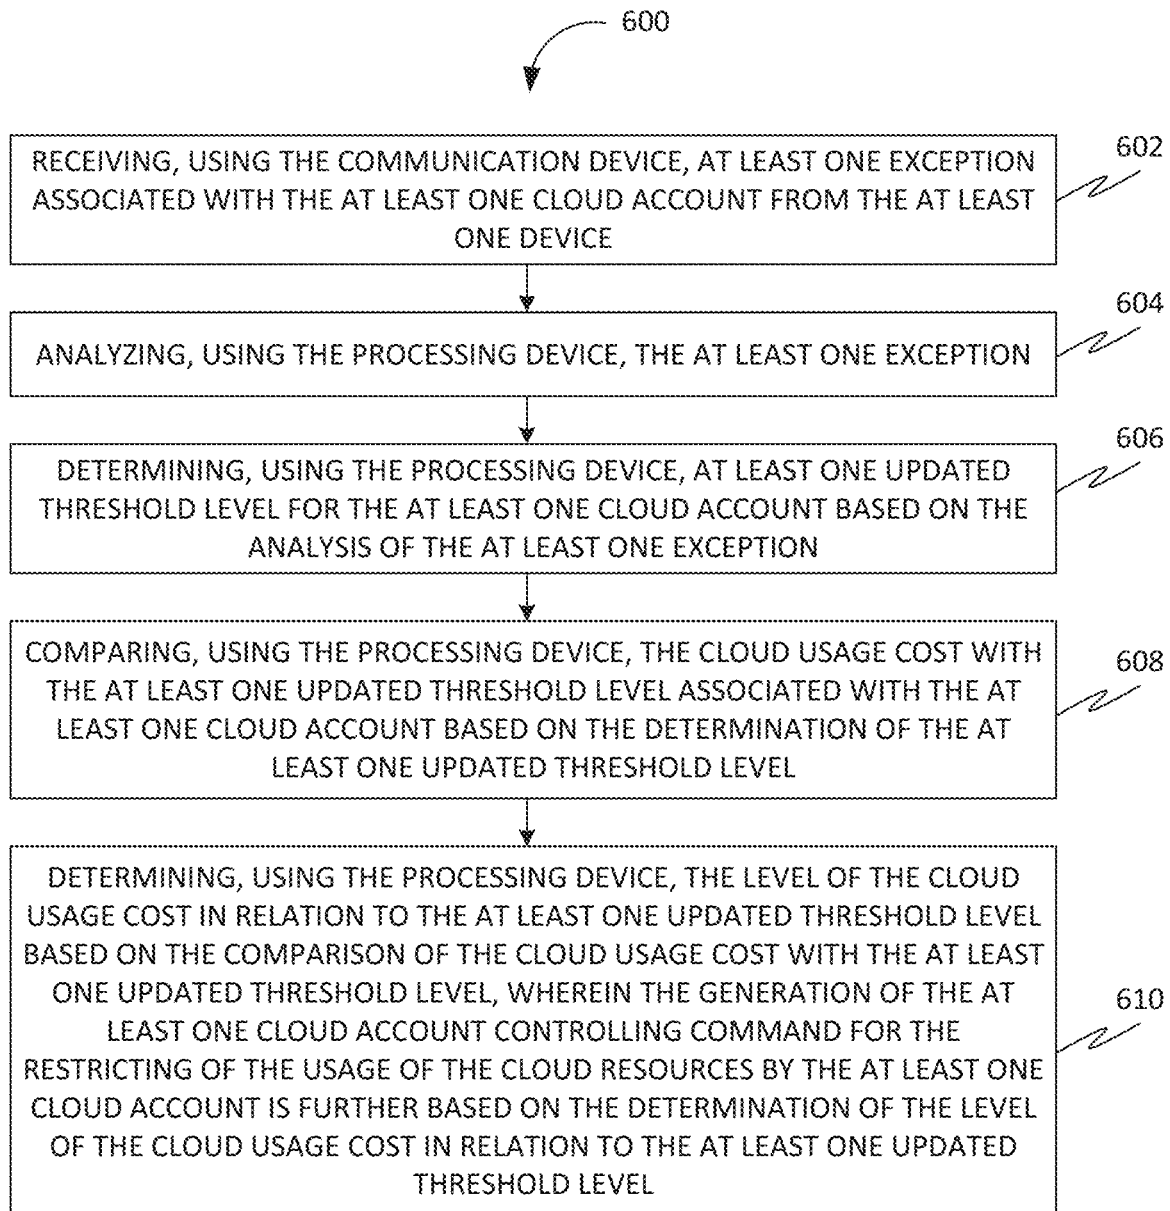 600
RECEIVING, USING THE COMMUNICATION DEVICE, AT LEAST ONE EXCEPTION
ASSOCIATED WITH THE AT LEAST ONE CLOUD ACCOUNT FROM THE AT LEAST
ONE DEVICE
602
ANALYZING, USING THE PROCESSING DEVICE, THE AT LEAST ONE EXCEPTION
604
DETERMINING, USING THE PROCESSING DEVICE, AT LEAST ONE UPDATED
THRESHOLD LEVEL FOR THE AT LEAST ONE CLOUD ACCOUNT BASED ON THE
ANALYSIS OF THE AT LEAST ONE EXCEPTION
606
COMPARING, USING THE PROCESSING DEVICE, THE CLOUD USAGE COST WITH
THE AT LEAST ONE UPDATED THRESHOLD LEVEL ASSOCIATED WITH THE AT
LEAST ONE CLOUD ACCOUNT BASED ON THE DETERMINATION OF THE AT
LEAST ONE UPDATED THRESHOLD LEVEL
608
DETERMINING, USING THE PROCESSING DEVICE, THE LEVEL OF THE CLOUD
USAGE COST IN RELATION TO THE AT LEAST ONE UPDATED THRESHOLD LEVEL
BASED ON THE COMPARISON OF THE CLOUD USAGE COST WITH THE AT LEAST
ONE UPDATED THRESHOLD LEVEL, WHEREIN THE GENERATION OF THE AT
LEAST ONE CLOUD ACCOUNT CONTROLLING COMMAND FOR THE
RESTRICTING OF THE USAGE OF THE CLOUD RESOURCES BY THE AT LEAST ONE
CLOUD ACCOUNT IS FURTHER BASED ON THE DETERMINATION OF THE LEVEL
OF THE CLOUD USAGE COST IN RELATION TO THE AT LEAST ONE UPDATED
THRESHOLD LEVEL
610